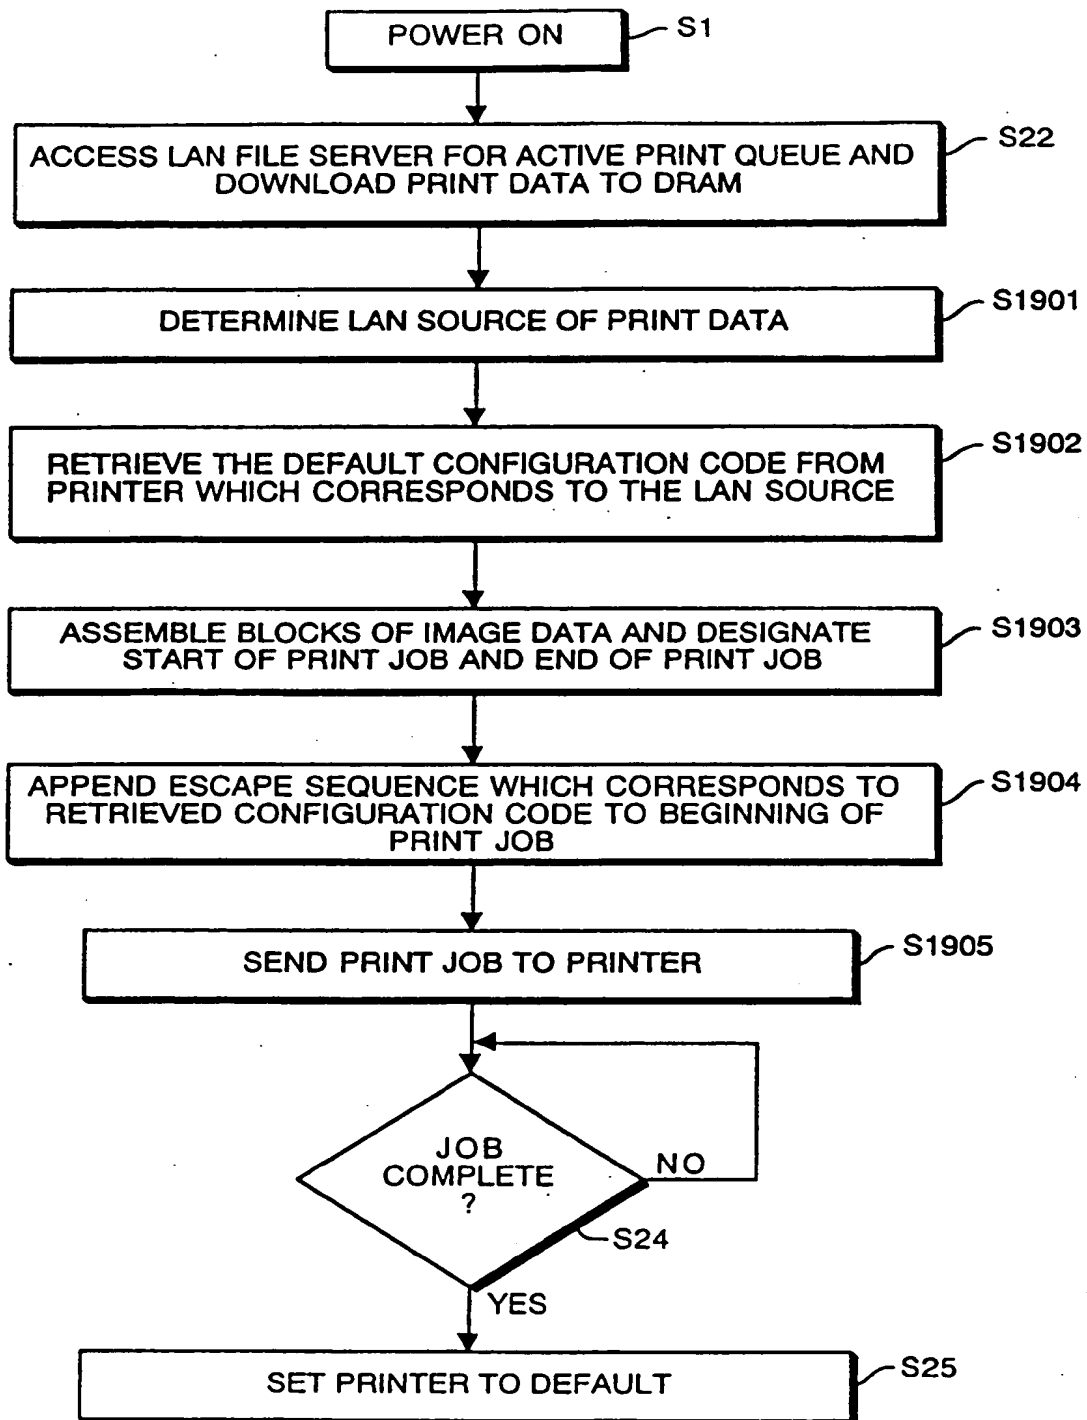 POWER ON
S1
ACCESS LAN FILE SERVER FOR ACTIVE PRINT QUEUE AND
DOWNLOAD PRINT DATA TO DRAM
S22
DETERMINE LAN SOURCE OF PRINT DATA
S1901
RETRIEVE THE DEFAULT CONFIGURATION CODE FROM
PRINTER WHICH CORRESPONDS TO THE LAN SOURCE
S1902
ASSEMBLE BLOCKS OF IMAGE DATA AND DESIGNATE
START OF PRINT JOB AND END OF PRINT JOB
S1903
APPEND ESCAPE SEQUENCE WHICH CORRESPONDS TO
RETRIEVED CONFIGURATION CODE TO BEGINNING OF
PRINT JOB
S1904
SEND PRINT JOB TO PRINTER
S1905
JOB
COMPLETE
?
NO
S24
YES
SET PRINTER TO DEFAULT
S25